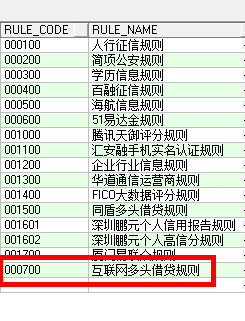 RULE_CODE RULE_NAME
000100 人行征信规则
000200 简项公安规则
000300 学历信息规则
000400 百融征信规则
000500 海航信息规则
000600 51易达金规则
001000 腾讯天御评分规则
001100 汇安融手机实名认证规则
001200 企业行业信息规则
001300 华道通信运营商规则
001400 FICO大数据评分规则
001500 同盾多头借贷规则
001601 深圳鹏元个人信用报告规则
001602 深圳鹏元个人高信分规则
001700
000700 互联网多头借贷规则